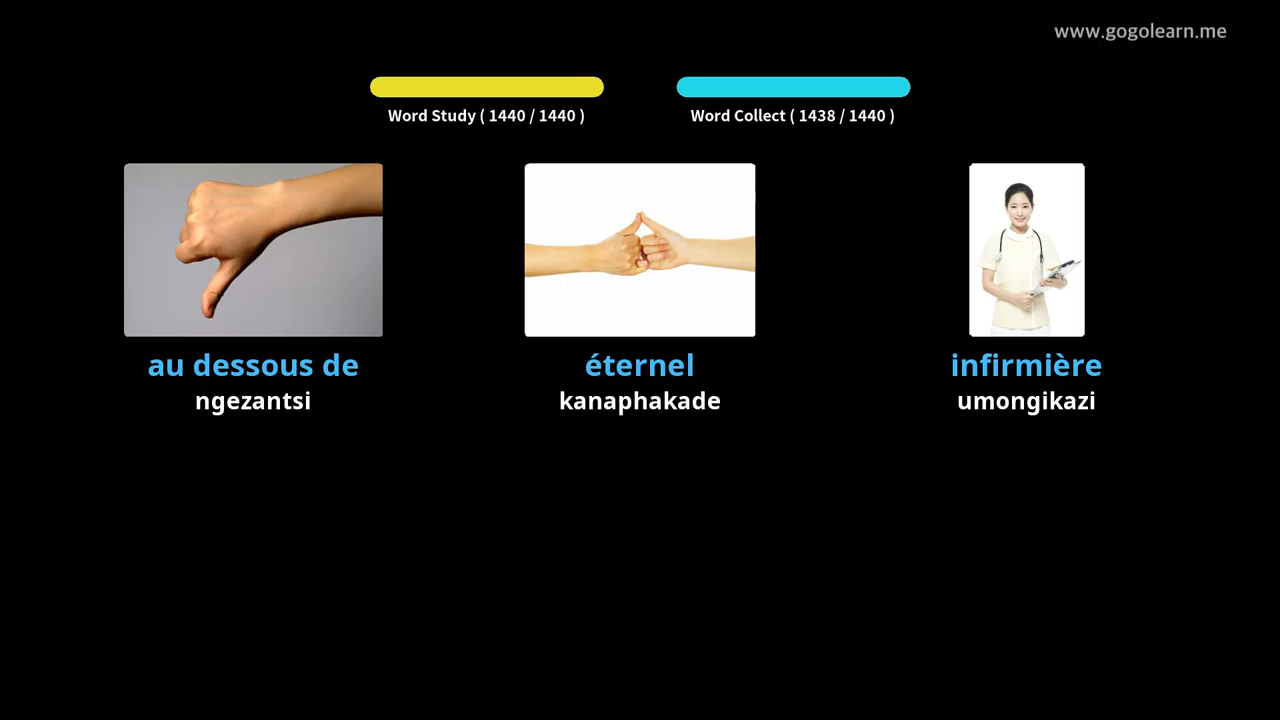 www.gogolearn.me
Word Study ( 1440 / 1440 )
Word Collect ( 1438 / 1440 )
au dessous de
ngezantsi
éternel
kanaphakade
infirmière
umongikazi